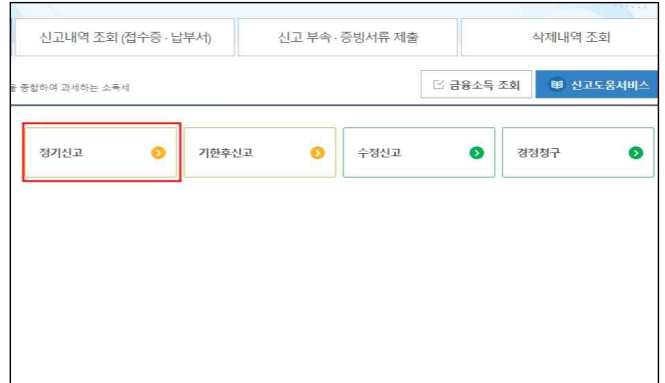 신고내역 조회 (접수증 · 납부서) 신고 부속 · 증빙서류 제출 삭제내역 조회
을 종합하여 과세하는 소득세 금융소득 조회 신고도움서비스
정기신고 기한후신고 수정신고 경정청구